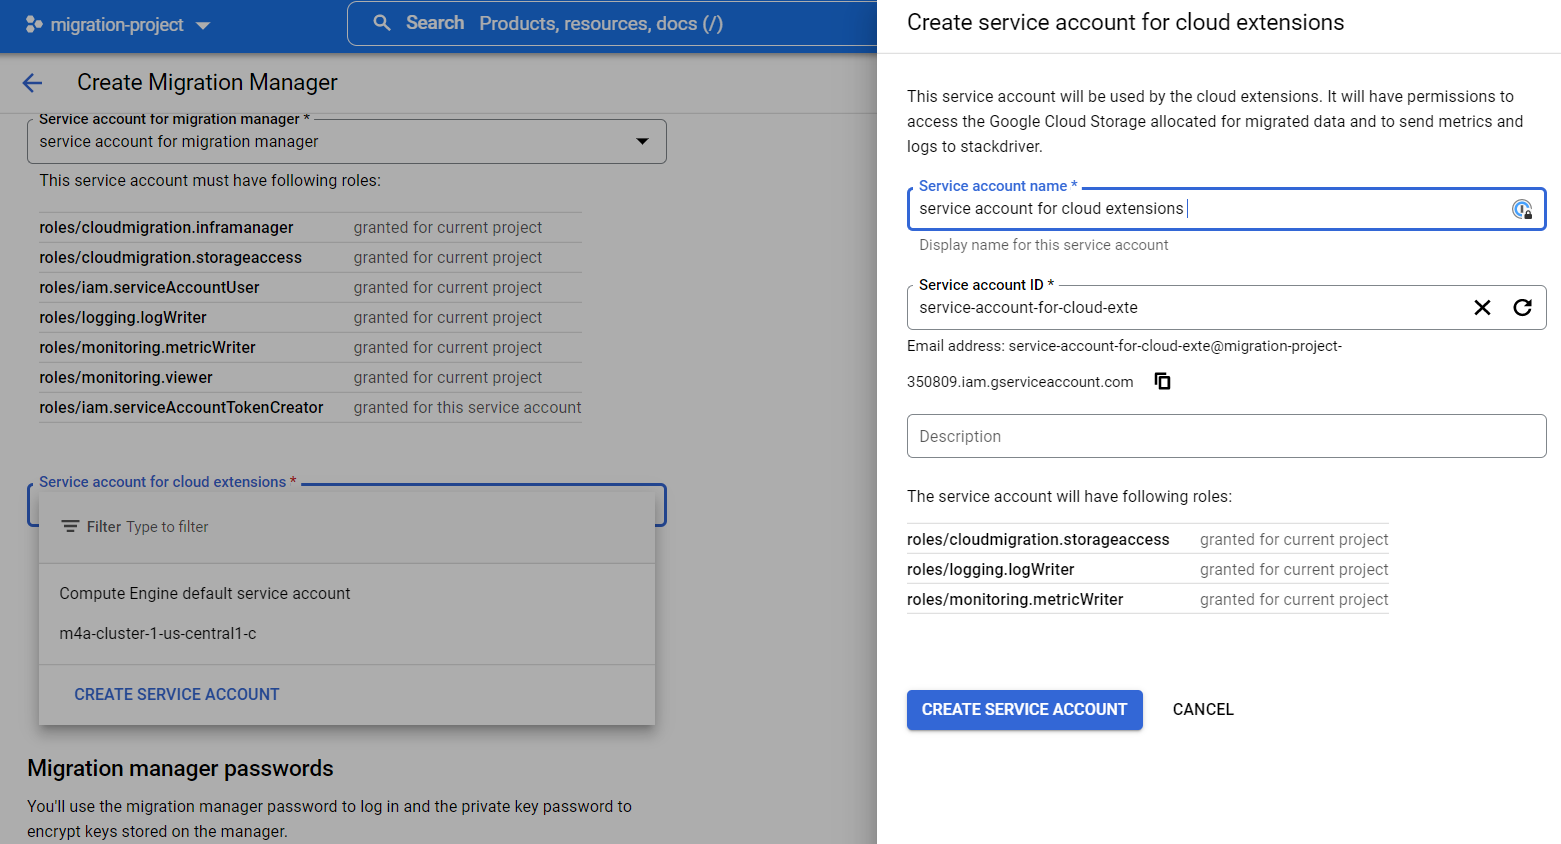 migration-project
Search Products, resources, docs (/)
Create Migration Manager
Service account for migration manager *
service account for migration manager
This service account must have following roles:
roles/cloudmigration.inframanager granted for current project
roles/cloudmigration.storageaccess granted for current project
roles/iam.serviceAccountUser granted for current project
roles/logging.logWriter granted for current project
roles/monitoring.metricWriter granted for current project
roles/monitoring.viewer granted for current project
roles/iam.serviceAccountTokenCreator granted for this service account
Service account for cloud extensions *
Filter Type to filter
Compute Engine default service account
m4a-cluster-1-us-central1-c
CREATE SERVICE ACCOUNT
Migration manager passwords
You'll use the migration manager password to log in and the private key password to
encrypt keys stored on the manager.
Create service account for cloud extensions
This service account will be used by the cloud extensions. It will have permissions to
access the Google Cloud Storage allocated for migrated data and to send metrics and
logs to stackdriver.
Service account name *
service account for cloud extensions
Display name for this service account
Service account ID *
service-account-for-cloud-exte
Email address: service-account-for-cloud-exte@migration-project-
350809.iam.gserviceaccount.com
Description
The service account will have following roles:
roles/cloudmigration.storageaccess granted for current project
roles/logging.logWriter granted for current project
roles/monitoring.metricWriter granted for current project
CREATE SERVICE ACCOUNT CANCEL